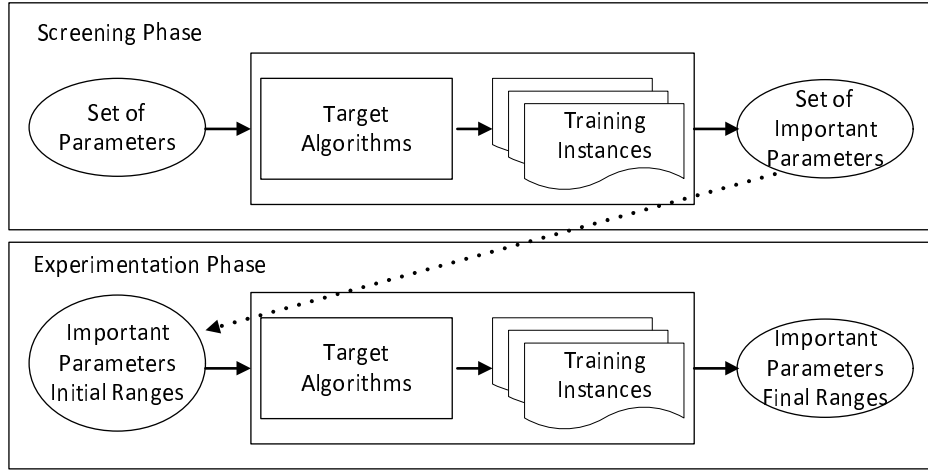 Screening Phase
Set of
Parameters
Target
Algorithms
Training
Instances
Set of
Important
Parameters
Experimentation Phase
Important
Parameters
Initial Ranges
Target
Algorithms
Training
Instances
Important
Parameters
Final Ranges